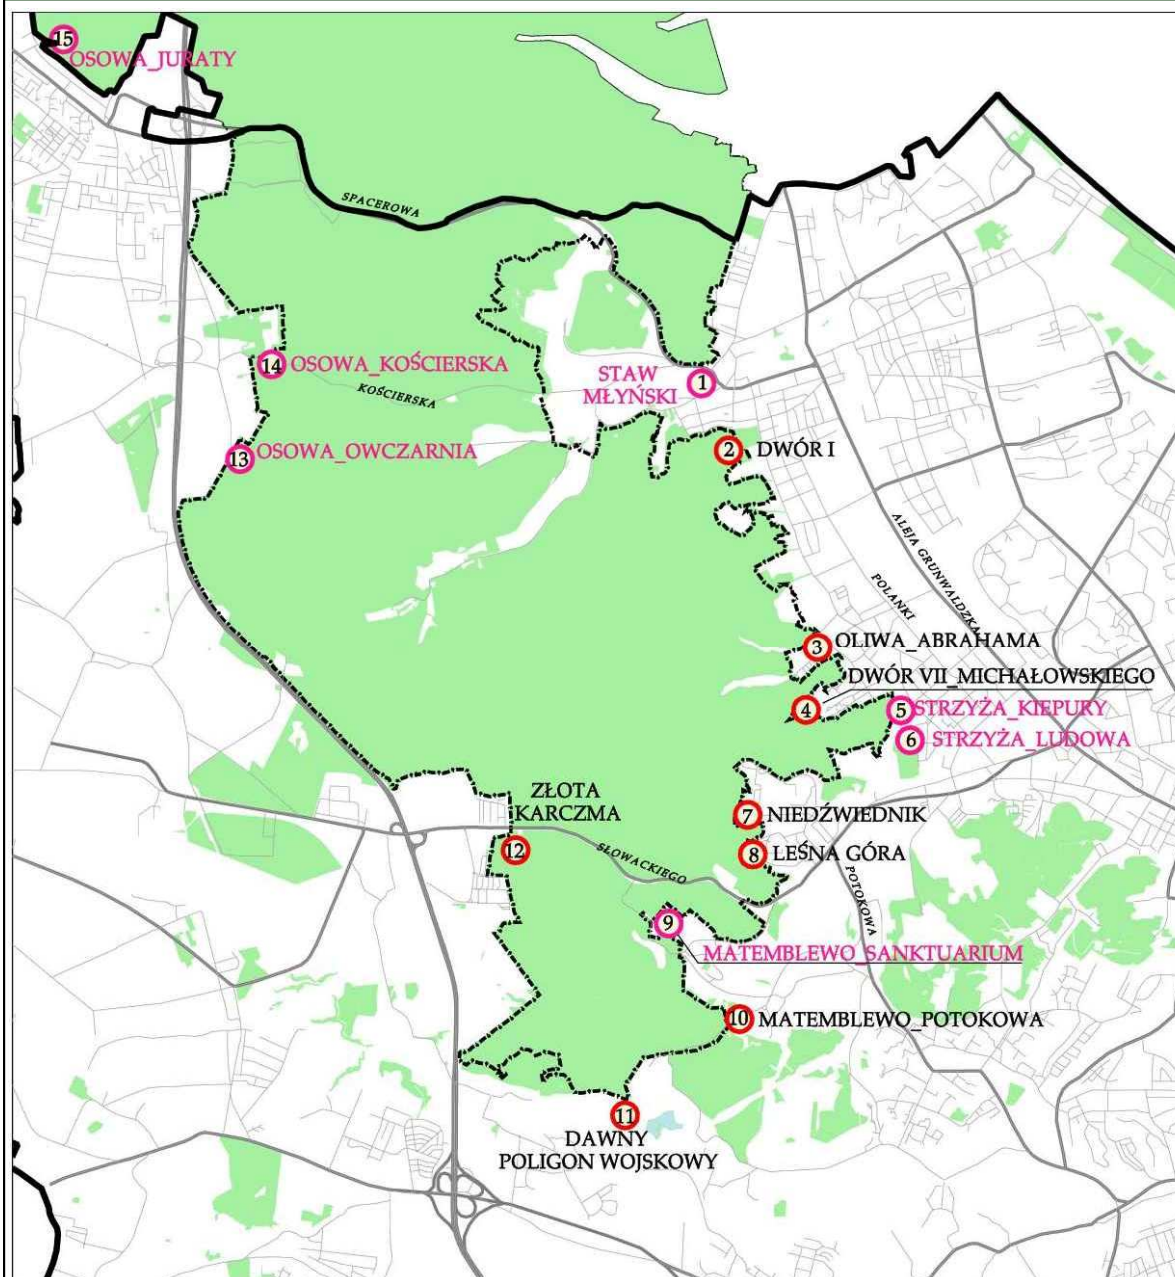 15
OSOWA_JURATY
SPACEROWA
14 OSOWA_KOŚCIERSKA
KOŚCIERSKA
STAW
MŁYŃSKI
1
13 OSOWA_OWCZARNIA
2 DWÓR I
ALEJA GRUNWALDZKA
POLANKI
3 OLIWA_ABRAHAMA
DWÓR VII_MICHAŁOWSKIEGO
4
5 STRZYŻA_KIEPURY
6 STRZYŻA_LUDOWA
ZŁOTA
KARCZMA
12
7 NIEDŹWIEDNIK
SŁOWACKIEGO
8 LEŚNA GÓRA
POTOKOWA
9
MATEMBLEWO_SANKTUARIUM
10 MATEMBLEWO_POTOKOWA
11
DAWNY
POLIGON WOJSKOWY